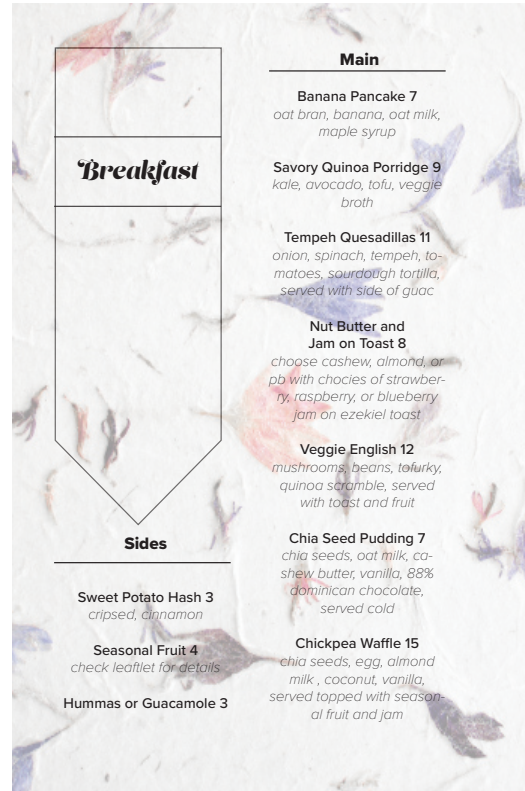 Breakfast
Sides
Sweet Potato Hash 3
cripsed, cinnamon
Seasonal Fruit 4
check leaftlet for details
Hummas or Guacamole 3
Main
Banana Pancake 7
oat bran, banana, oat milk,
maple syrup
Savory Quinoa Porridge 9
kale, avocado, tofu, veggie
broth
Tempeh Quesadillas 11
onion, spinach, tempeh, to-
matoes, sourdough tortilla,
served with side of guac
Nut Butter and
Jam on Toast 8
choose cashew, almond, or
pb with chocies of strawber-
ry, raspberry, or blueberry
jam on ezekiel toast
Veggie English 12
mushrooms, beans, tofurky,
quinoa scramble, served
with toast and fruit
Chia Seed Pudding 7
chia seeds, oat milk, ca-
shew butter, vanilla, 88%
dominican chocolate,
served cold
Chickpea Waffle 15
chia seeds, egg, almond
milk , coconut, vanilla,
served topped with season-
al fruit and jam